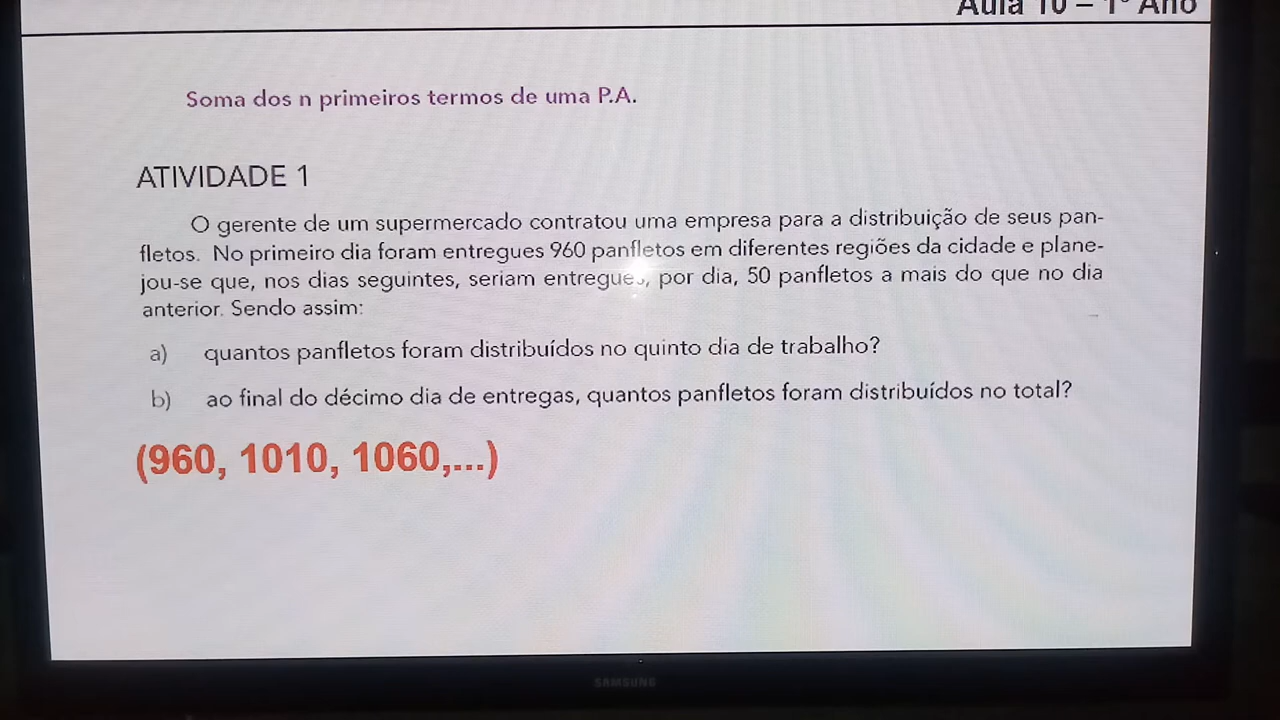 Aula 10 – 1º Ano
Soma dos n primeiros termos de uma P.A.
ATIVIDADE 1
O gerente de um supermercado contratou uma empresa para a distribuição de seus pan-
fletos. No primeiro dia foram entregues 960 panfletos em diferentes regiões da cidade e plane-
jou-se que, nos dias seguintes, seriam entregues, por dia, 50 panfletos a mais do que no dia
anterior. Sendo assim:
a) quantos panfletos foram distribuídos no quinto dia de trabalho?
b) ao final do décimo dia de entregas, quantos panfletos foram distribuídos no total?
(960, 1010, 1060,...)
SAMSUNG